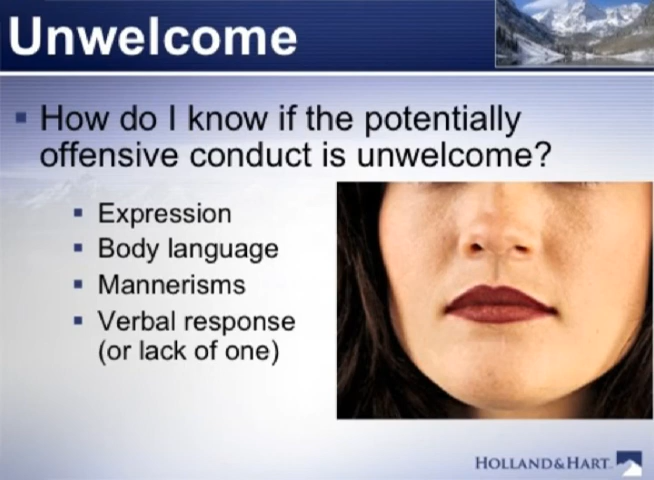 Unwelcome
How do I know if the potentially
offensive conduct is unwelcome?
Expression
Body language
Mannerisms
Verbal response
(or lack of one)
HOLLAND&HART